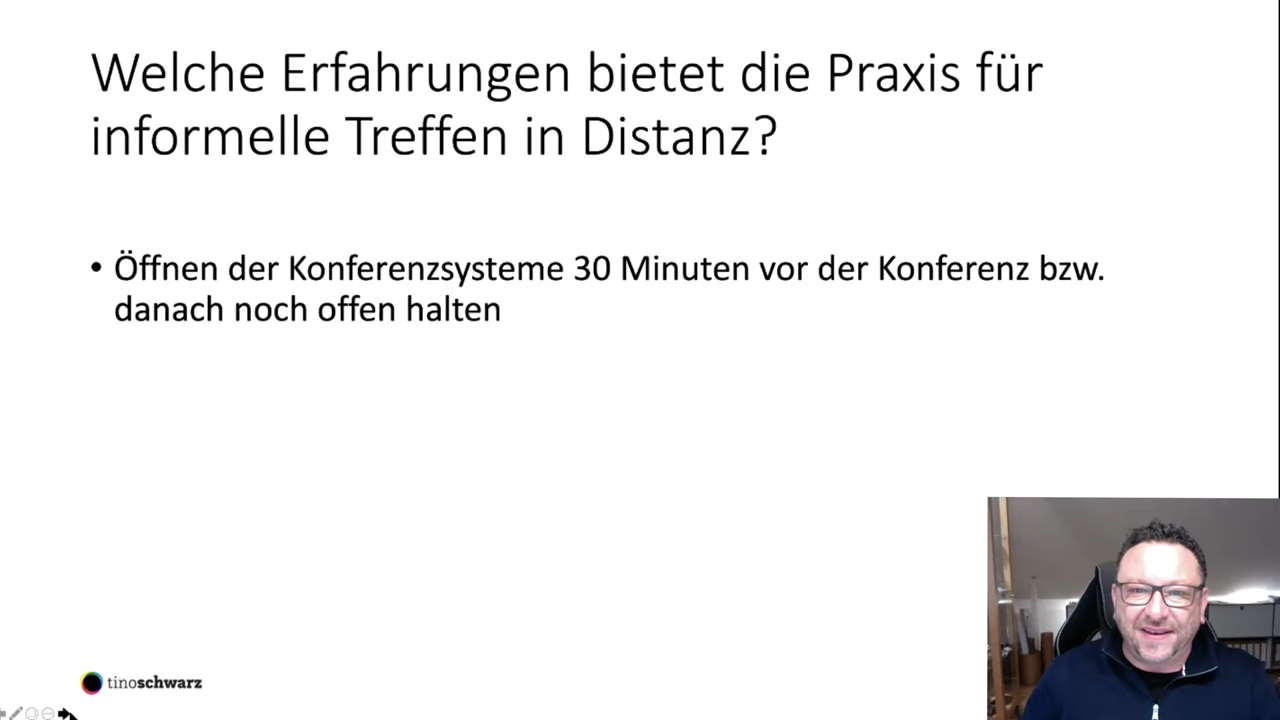 Welche Erfahrungen bietet die Praxis für
informelle Treffen in Distanz?
• Öffnen der Konferenzsysteme 30 Minuten vor der Konferenz bzw.
danach noch offen halten
tinoschwarz